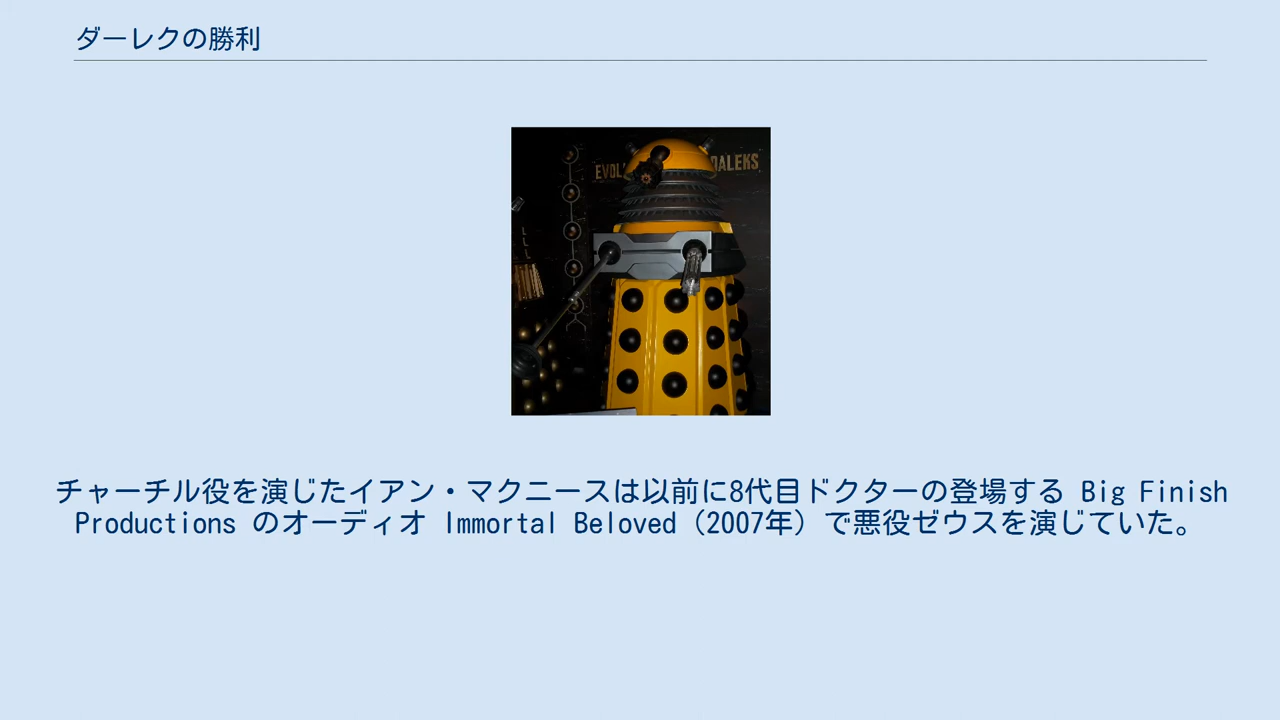 ダーレクの勝利
EVOL DALEKS
チャーチル役を演じたイアン・マクニースは以前に8代目ドクターの登場する Big Finish
Productions のオーディオ Immortal Beloved（2007年）で悪役ゼウスを演じていた。